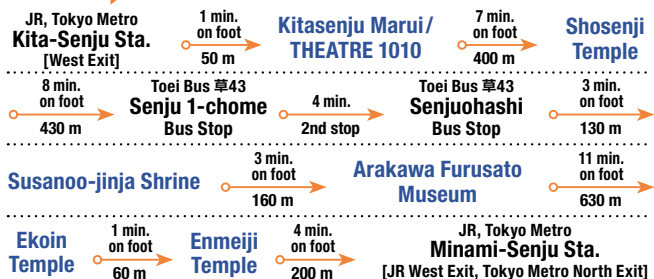 JR, Tokyo Metro
Kita-Senju Sta.
[West Exit]
1 min.
on foot
50 m
Kitasenju Marui/
THEATRE 1010
7 min.
on foot
400 m
Shosenji
Temple
8 min.
on foot
430 m
Toei Bus 草43
Senju 1-chome
Bus Stop
4 min.
2nd stop
Toei Bus 草43
Senjuohashi
Bus Stop
3 min.
on foot
130 m
Susanoo-jinja Shrine
3 min.
on foot
160 m
Arakawa Furusato
Museum
11 min.
on foot
630 m
Ekoin
Temple
1 min.
on foot
60 m
Enmeiji
Temple
4 min.
on foot
200 m
JR, Tokyo Metro
Minami-Senju Sta.
[JR West Exit, Tokyo Metro North Exit]